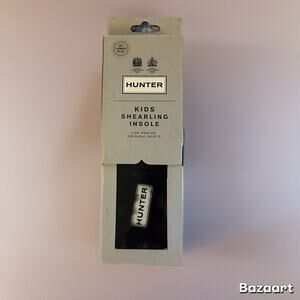 HUNTER
KIDS
SHEARLING
INSOLE
FOR HUNTER
ORIGINAL BOOTS
HUNTER
Bazaart